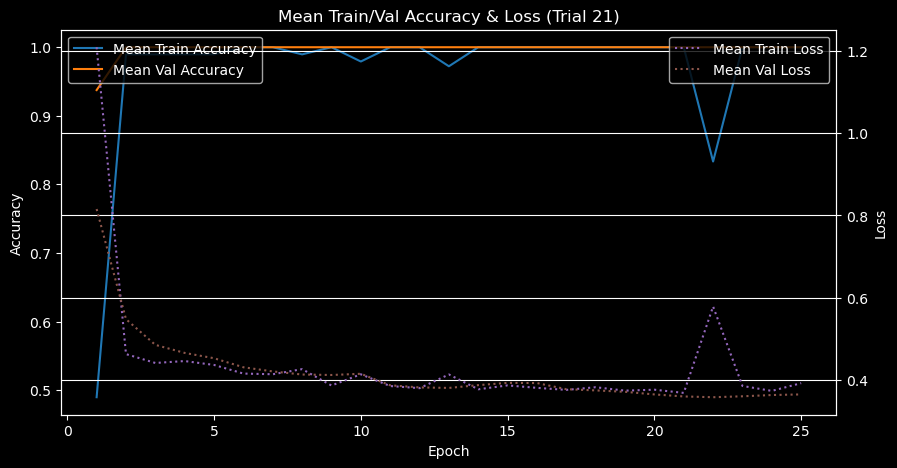 Mean Train/Val Accuracy & Loss (Trial 21)
Mean Train Accuracy
Mean Val Accuracy
Mean Train Loss
Mean Val Loss
1.0
0.9
0.8
0.7
0.6
0.5
Accuracy
1.2
1.0
0.8
0.6
0.4
Loss
0
5
10
15
20
25
Epoch